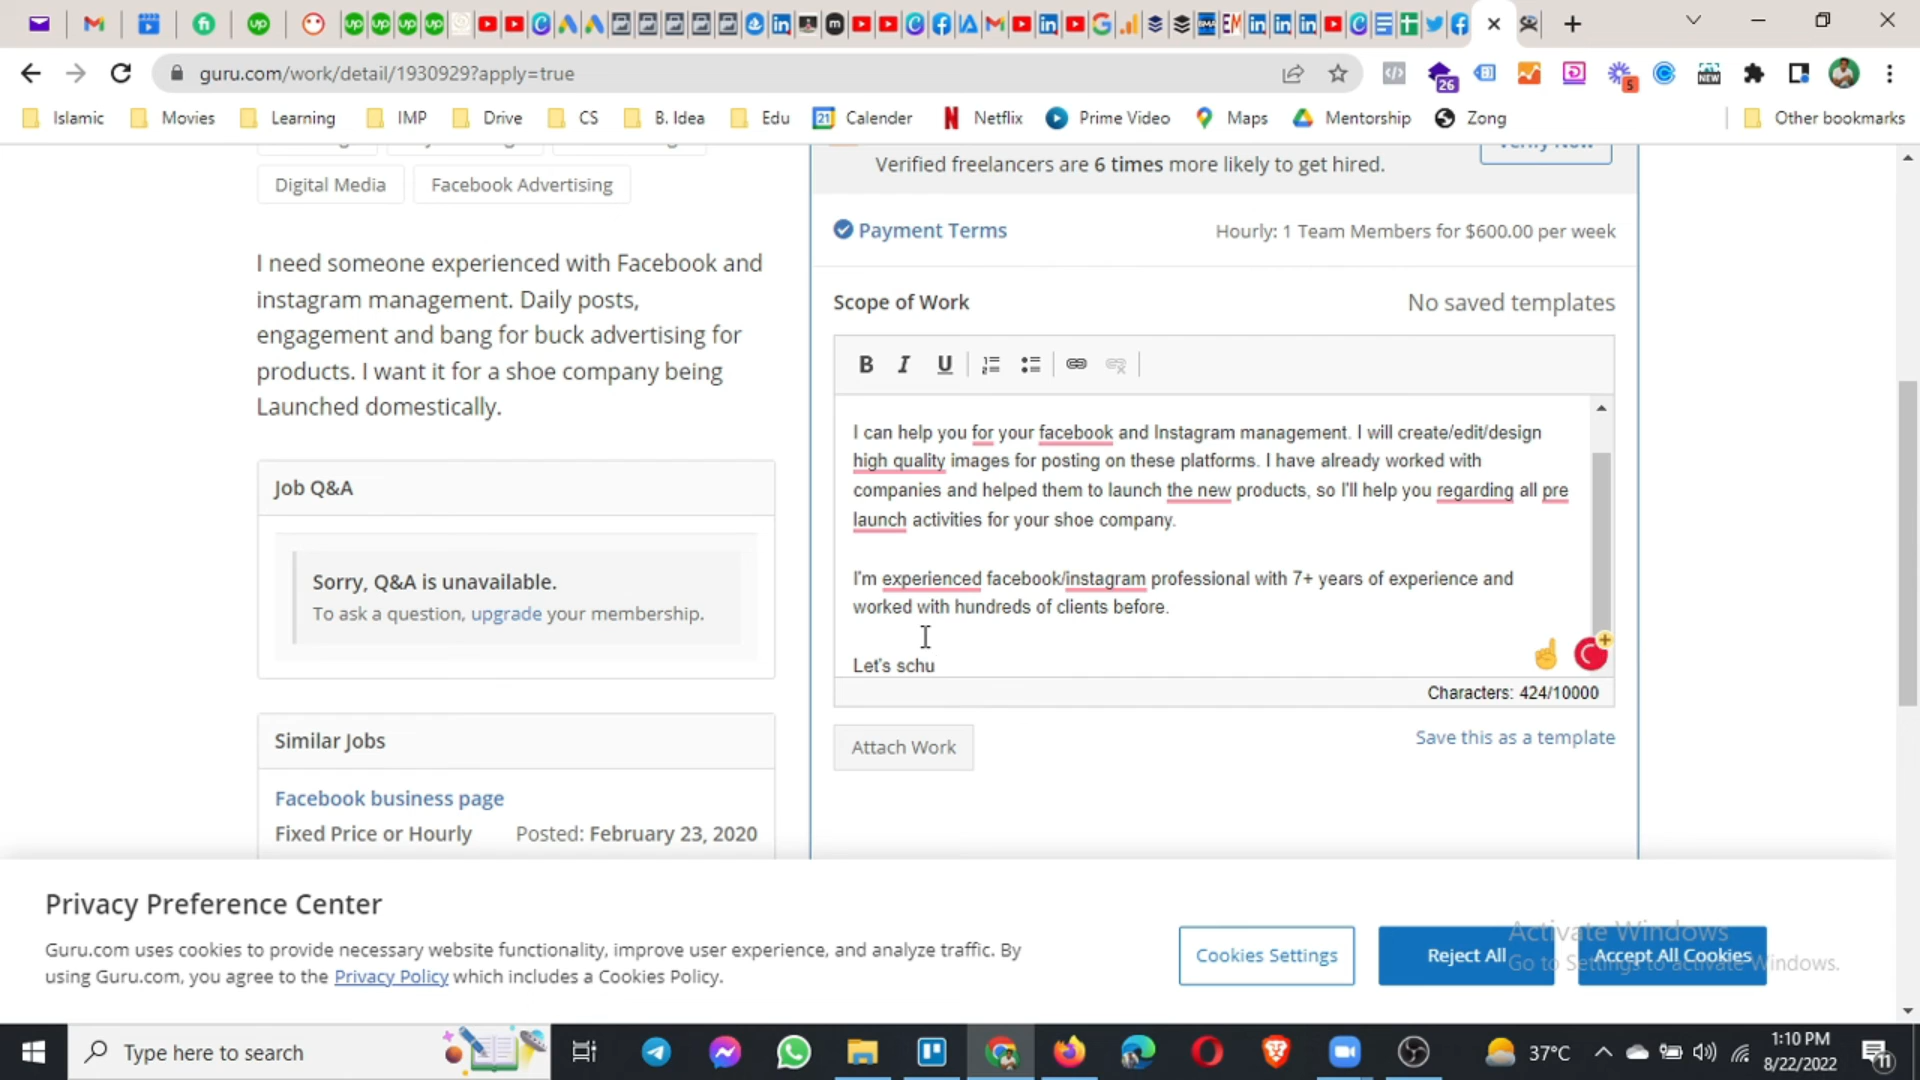 guru.com/work/detail/1930929?apply=true
26
5
NEW
Islamic
Movies
Learning
IMP
Drive
CS
B. Idea
Edu
Calender
Netflix
Prime Video
Maps
Mentorship
Zong
Other bookmarks
Digital Media
Facebook Advertising
I need someone experienced with Facebook and
instagram management. Daily posts,
engagement and bang for buck advertising for
products. I want it for a shoe company being
Launched domestically.
Job Q&A
Sorry, Q&A is unavailable.
To ask a question, upgrade your membership.
Similar Jobs
Facebook business page
Fixed Price or Hourly Posted: February 23, 2020
Verified freelancers are 6 times more likely to get hired.
Verify Now
Payment Terms
Hourly: 1 Team Members for $600.00 per week
Scope of Work
No saved templates
B I U
I can help you for your facebook and Instagram management. I will create/edit/design
high quality images for posting on these platforms. I have already worked with
companies and helped them to launch the new products, so I'll help you regarding all pre
launch activities for your shoe company.
I'm experienced facebook/instagram professional with 7+ years of experience and
worked with hundreds of clients before.
Let's schu
Characters: 424/10000
Attach Work
Save this as a template
Privacy Preference Center
Guru.com uses cookies to provide necessary website functionality, improve user experience, and analyze traffic. By
using Guru.com, you agree to the Privacy Policy which includes a Cookies Policy.
Cookies Settings
Reject All
Accept All Cookies
Activate Windows
Go to Settings to activate Windows.
Type here to search
37°C
1:10 PM
8/22/2022
11